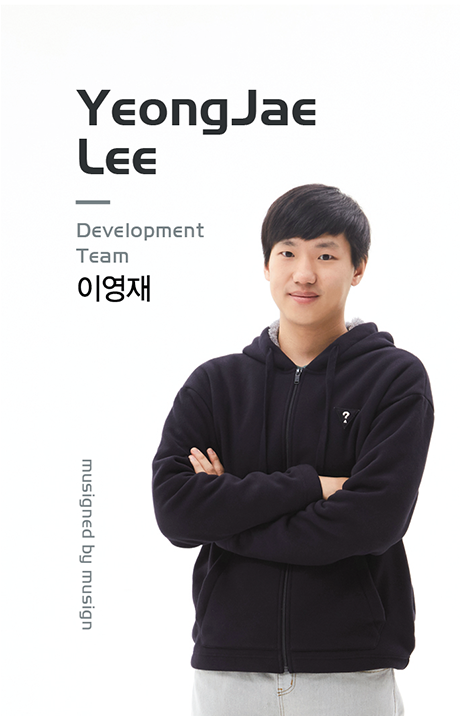 YeongJae
Lee
Development
Team
이영재
musigned by musign
?